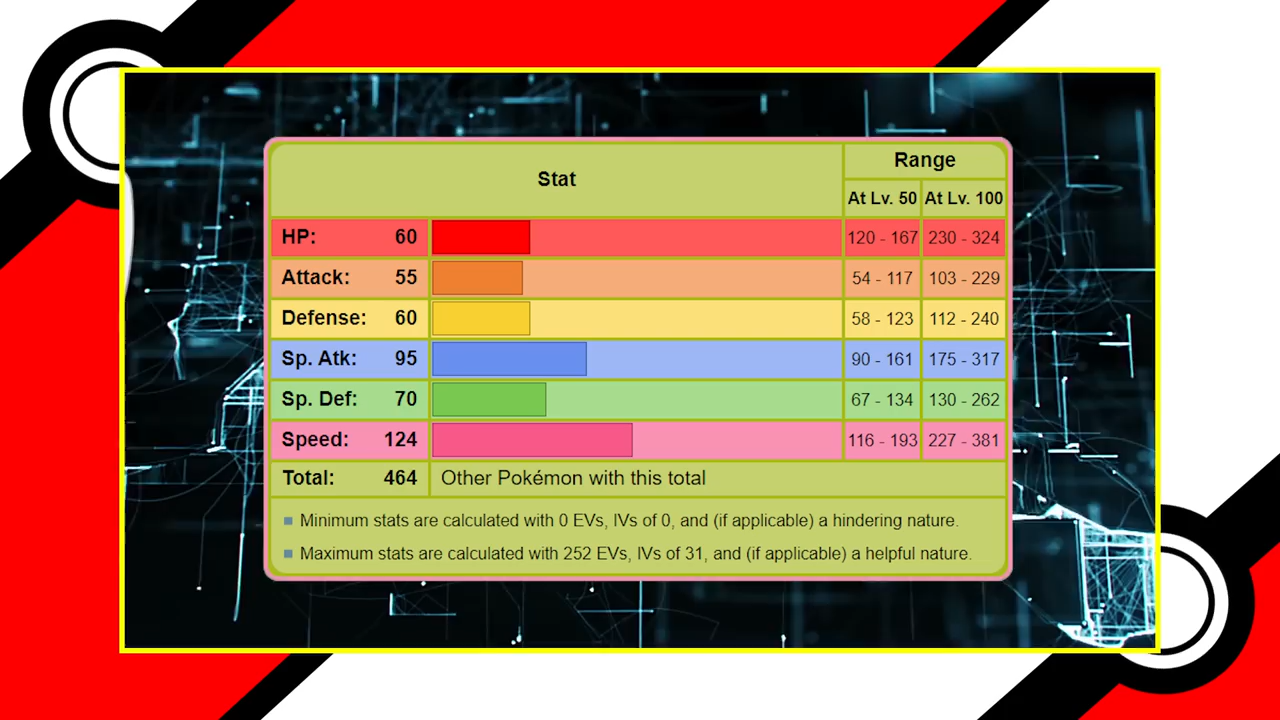 Stat
Range
At Lv. 50 At Lv. 100
HP: 60 120 - 167 230 - 324
Attack: 55 54 - 117 103 - 229
Defense: 60 58 - 123 112 - 240
Sp. Atk: 95 90 - 161 175 - 317
Sp. Def: 70 67 - 134 130 - 262
Speed: 124 116 - 193 227 - 381
Total: 464 Other Pokémon with this total
Minimum stats are calculated with 0 EVs, IVs of 0, and (if applicable) a hindering nature.
Maximum stats are calculated with 252 EVs, IVs of 31, and (if applicable) a helpful nature.